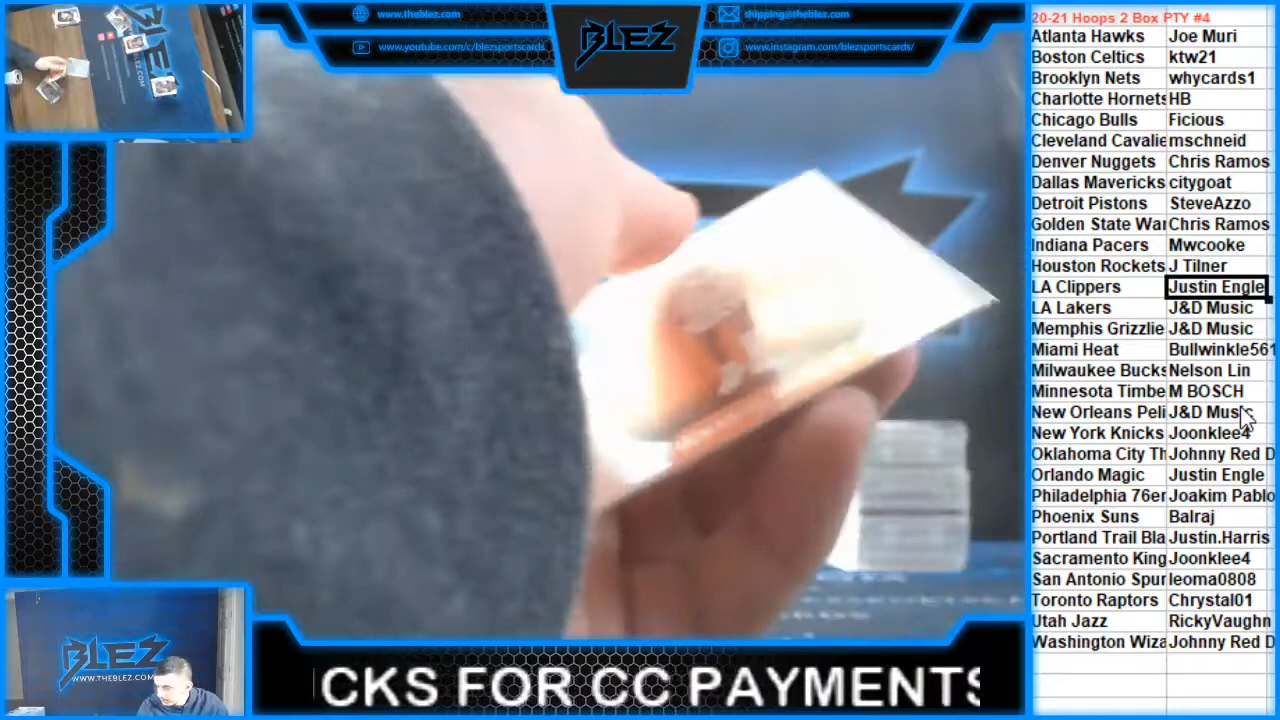 www.theblez.com
shipping@theblez.com
www.youtube.com/c/blezsportscards
www.instagram.com/blezsportscards/
BLEZ
20-21 Hoops 2 Box PTY #4
Atlanta Hawks Joe Muri
Boston Celtics ktw21
Brooklyn Nets whycards1
Charlotte Hornets HB
Chicago Bulls Ficious
Cleveland Cavalie mschneid
Denver Nuggets Chris Ramos
Dallas Mavericks citygoat
Detroit Pistons SteveAzzo
Golden State War Chris Ramos
Indiana Pacers Mwcooke
Houston Rockets J Tilner
LA Clippers Justin Engle
LA Lakers J&D Music
Memphis Grizzlie J&D Music
Miami Heat Bullwinkle561
Milwaukee Bucks Nelson Lin
Minnesota Timbe M BOSCH
New Orleans Peli J&D Music
New York Knicks Joonklee4
Oklahoma City Th Johnny Red D
Orlando Magic Justin Engle
Philadelphia 76er Joakim Pablo
Phoenix Suns Balraj
Portland Trail Bla Justin.Harris
Sacramento King Joonklee4
San Antonio Spur leoma0808
Toronto Raptors Chrystal01
Utah Jazz RickyVaughn
Washington Wiza Johnny Red D
BLEZ
WWW.THEBLEZ.COM
CKS FOR CC PAYMENTS